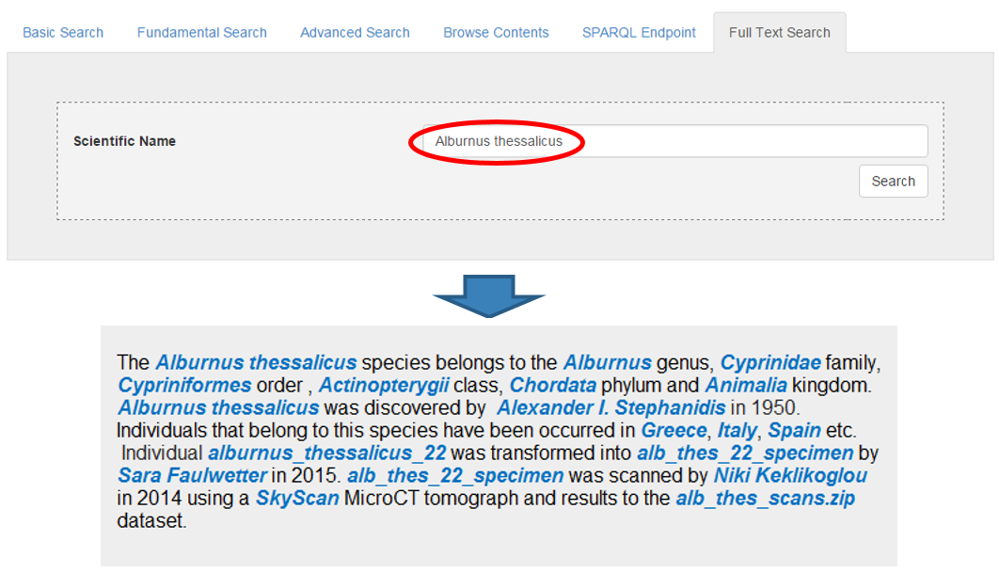 Basic Search Fundamental Search Advanced Search Browse Contents SPARQL Endpoint Full Text Search
Scientific Name Alburnus thessalicus
Search
The Alburnus thessalicus species belongs to the Alburnus genus, Cyprinidae family,
Cypriniformes order , Actinopterygii class, Chordata phylum and Animalia kingdom.
Alburnus thessalicus was discovered by Alexander I. Stephanidis in 1950.
Individuals that belong to this species have been occurred in Greece, Italy, Spain etc.
Individual alburnus_thessalicus_22 was transformed into alb_thes_22_specimen by
Sara Faulwetter in 2015. alb_thes_22_specimen was scanned by Niki Keklikoglou
in 2014 using a SkyScan MicroCT tomograph and results to the alb_thes_scans.zip
dataset.